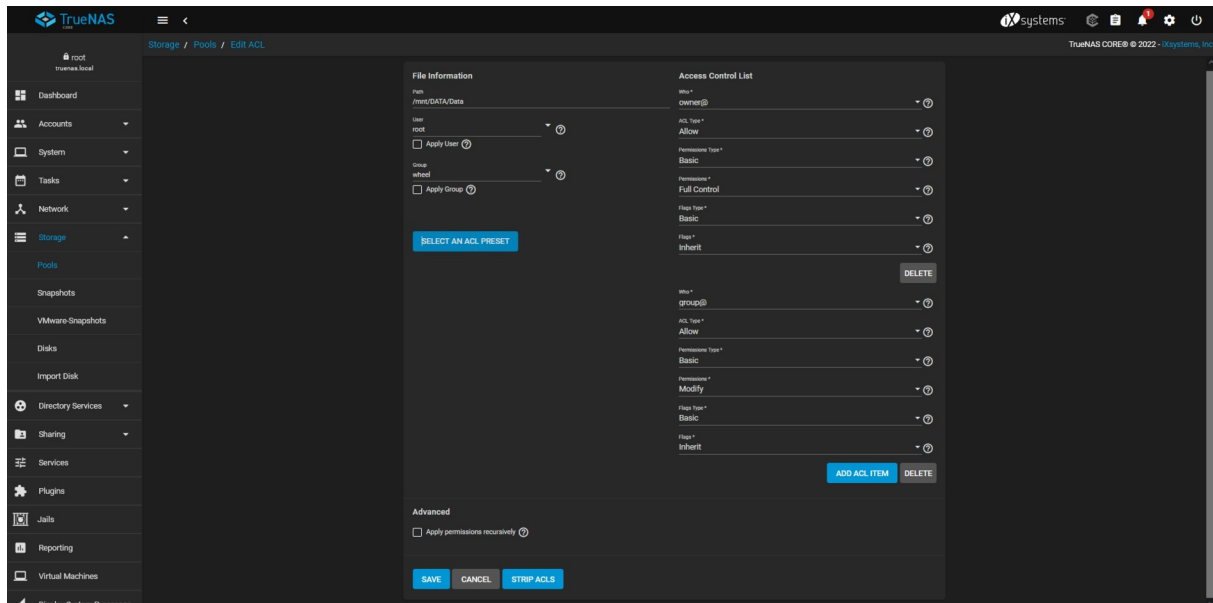 TrueNAS
CORE
iXsystems
1
root
truenas.local
Storage / Pools / Edit ACL
TrueNAS CORE® © 2022 - iXsystems, Inc
Dashboard
Accounts
System
Tasks
Network
Storage
Pools
Snapshots
VMware-Snapshots
Disks
Import Disk
Directory Services
Sharing
Services
Plugins
Jails
Reporting
Virtual Machines
File Information
Path
/mnt/DATA/Data
User
root
Apply User
Group
wheel
Apply Group
SELECT AN ACL PRESET
Access Control List
Who *
owner@
ACL Type *
Allow
Permissions Type *
Basic
Permissions *
Full Control
Flags Type *
Basic
Flags *
Inherit
DELETE
Who *
group@
ACL Type *
Allow
Permissions Type *
Basic
Permissions *
Modify
Flags Type *
Basic
Flags *
Inherit
ADD ACL ITEM DELETE
Advanced
Apply permissions recursively
SAVE CANCEL STRIP ACLS